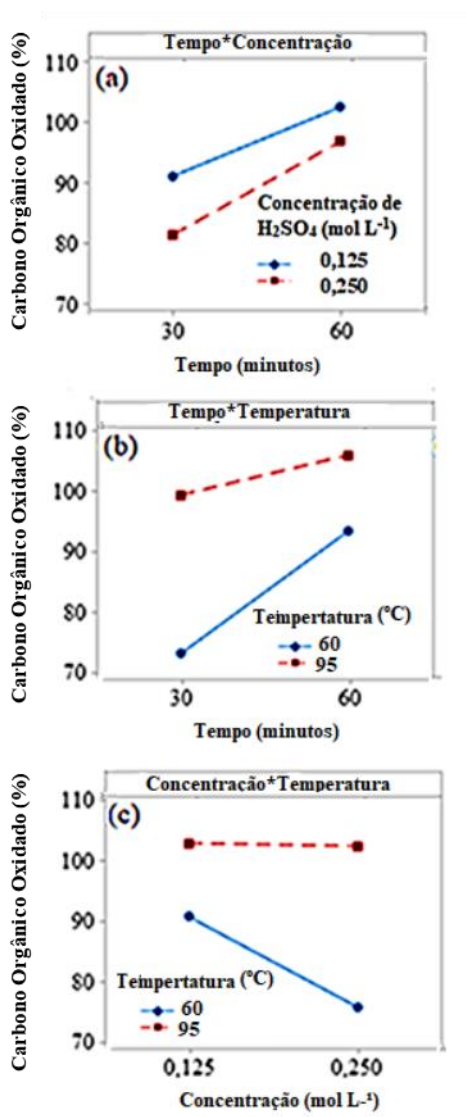 Tempo*Concentração
Carbono Orgânico Oxidado (%)
(a)
110
100
90
80
70
Concentração de
H₂SO₄ (mol L⁻¹)
0,125
0,250
30 60
Tempo (minutos)
Tempo*Temperatura
Carbono Orgânico Oxidado (%)
(b)
110
100
90
80
70
Teimpertatura (°C)
60
95
30 60
Tempo (minutos)
Concentração*Temperatura
Carbono Orgânico Oxidado (%)
(c)
110
100
90
80
70
Teimpertatura (°C)
60
95
0,125 0,250
Concentração (mol L-¹)